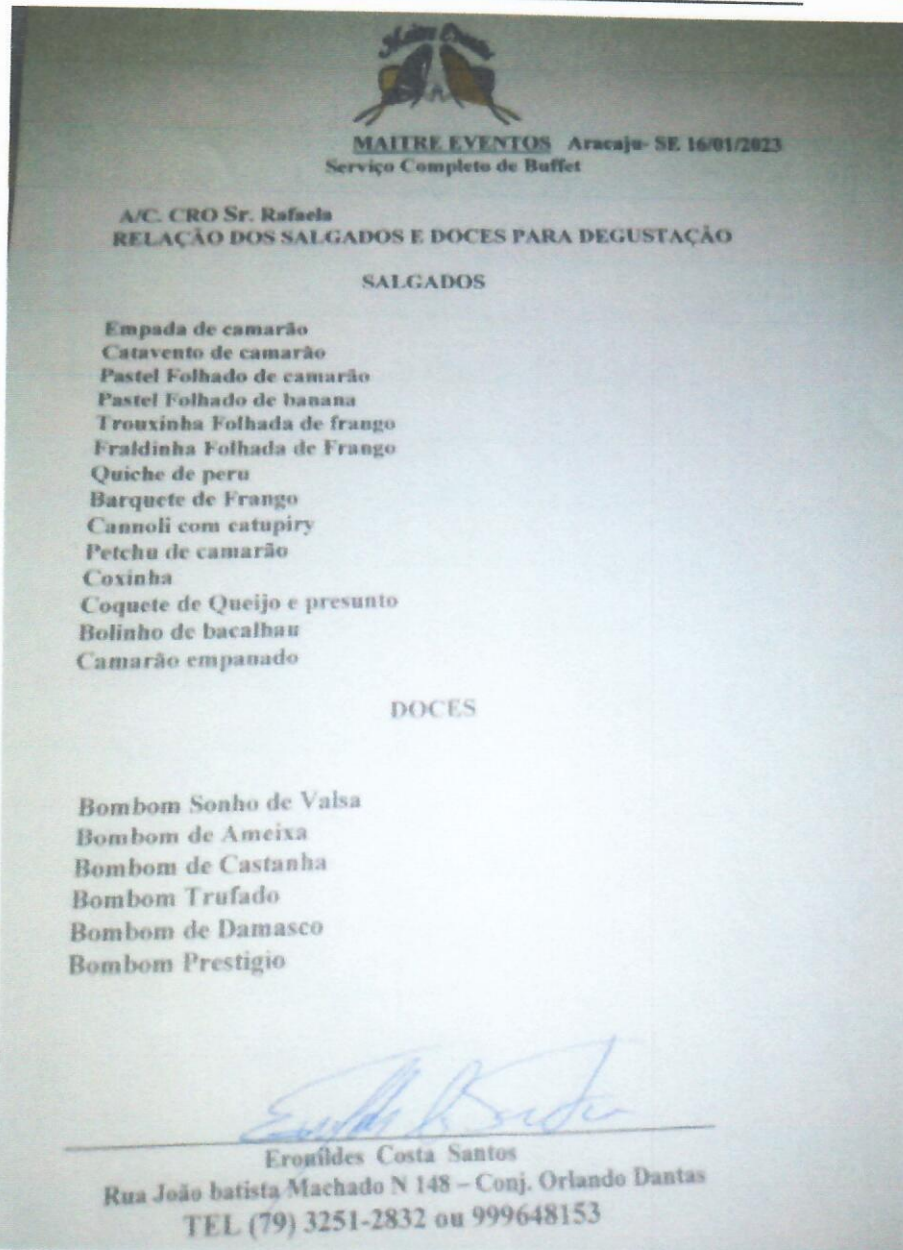 Maitre Eventos
MAITRE EVENTOS Aracaju- SE 16/01/2023
Serviço Completo de Buffet
A/C. CRO Sr. Rafaela
RELAÇÃO DOS SALGADOS E DOCES PARA DEGUSTAÇÃO
SALGADOS
Empada de camarão
Catavento de camarão
Pastel Folhado de camarão
Pastel Folhado de banana
Trouxinha Folhada de frango
Fraldinha Folhada de Frango
Quiche de peru
Barquete de Frango
Cannoli com catupiry
Petchu de camarão
Coxinha
Coquete de Queijo e presunto
Bolinho de bacalhau
Camarão empanado
DOCES
Bombom Sonho de Valsa
Bombom de Ameixa
Bombom de Castanha
Bombom Trufado
Bombom de Damasco
Bombom Prestigio
Eronildes Costa Santos
Rua João batista Machado N 148 – Conj. Orlando Dantas
TEL (79) 3251-2832 ou 999648153